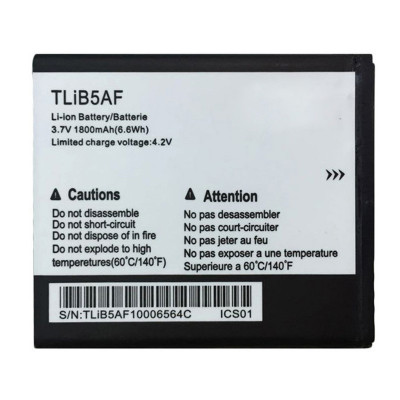 TLiB5AF
Li-ion Battery/Batterie
3.7V 1800mAh(6.6Wh)
Limited charge voltage:4.2V
Cautions
Do not disassemble
Do not short-circuit
Do not dispose of in fire
Do not explode to high
temperetures(60℃/140℉)
Attention
No pas desassembler
No pas court-circuiter
No pas jeter au feu
No pas exposer a une temperature
Superieure a 60℃/140℉
S/N:TLiB5AF10006564C ICS01